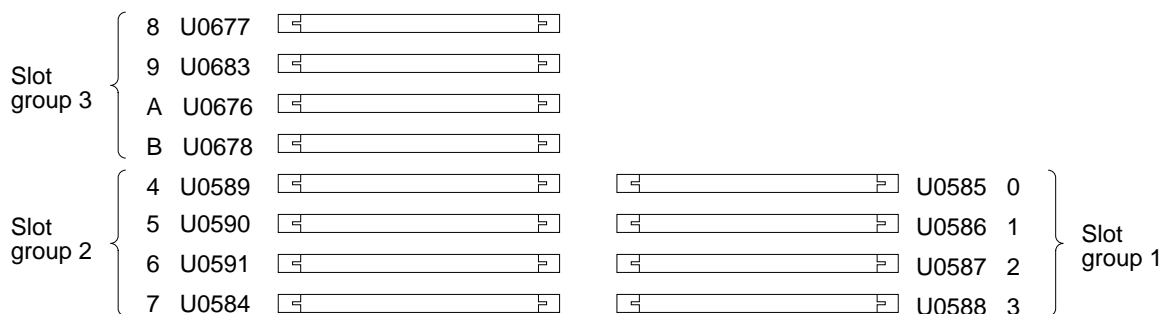 Slot
group 3
8 U0677
9 U0683
A U0676
B U0678
Slot
group 2
4 U0589
5 U0590
6 U0591
7 U0584
U0585 0
U0586 1
U0587 2
U0588 3
Slot
group 1